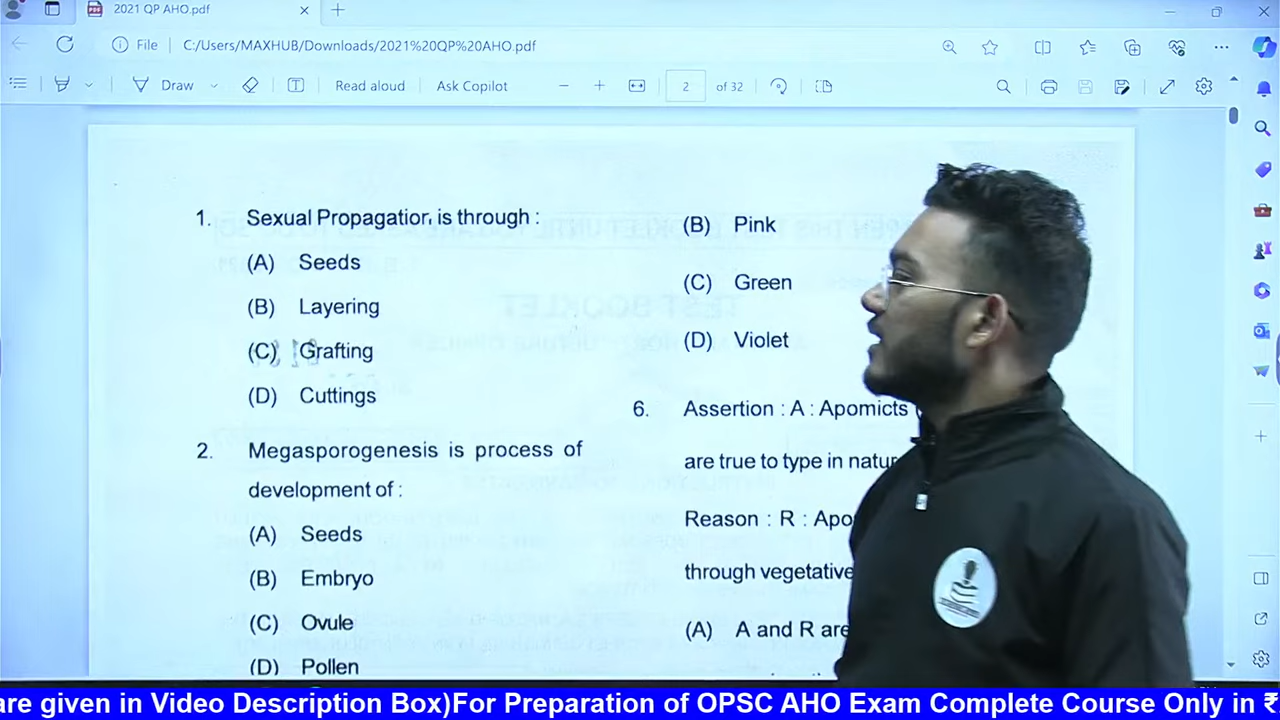 2021 QP AHO.pdf
File
C:/Users/MAXHUB/Downloads/2021%20QP%20AHO.pdf
Draw
Read aloud
Ask Copilot
2
of 32
1. Sexual Propagation is through :
(A) Seeds
(B) Layering
(C) Grafting
(D) Cuttings
2. Megasporogenesis is process of
development of :
(A) Seeds
(B) Embryo
(C) Ovule
(D) Pollen
(B) Pink
(C) Green
(D) Violet
6. Assertion : A : Apomicts
are true to type in
Reason : R :
through vegetative
(A) A and R are
are given in Video Description Box)For Preparation of OPSC AHO Exam Complete Course Only in ₹